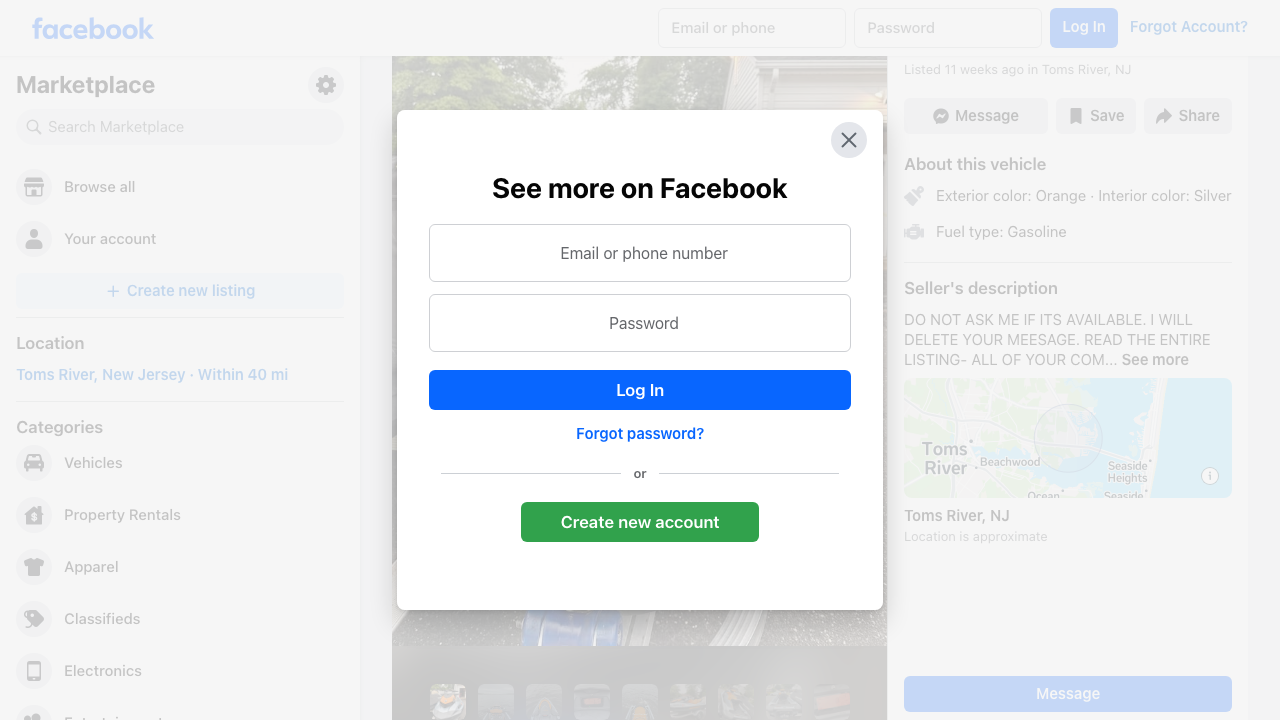 facebook
Email or phone
Password
Log In
Forgot Account?
Marketplace
Search Marketplace
Browse all
Your account
Create new listing
Location
Toms River, New Jersey · Within 40 mi
Categories
Vehicles
Property Rentals
Apparel
Classifieds
Electronics
See more on Facebook
Email or phone number
Password
Log In
Forgot password?
or
Create new account
Listed 11 weeks ago in Toms River, NJ
Message
Save
Share
About this vehicle
Exterior color: Orange · Interior color: Silver
Fuel type: Gasoline
Seller's description
DO NOT ASK ME IF ITS AVAILABLE. I WILL
DELETE YOUR MEESAGE. READ THE ENTIRE
LISTING- ALL OF YOUR COM... See more
Toms
River
Beachwood
Seaside
Heights
Ocean
Seaside
Toms River, NJ
Location is approximate
Message